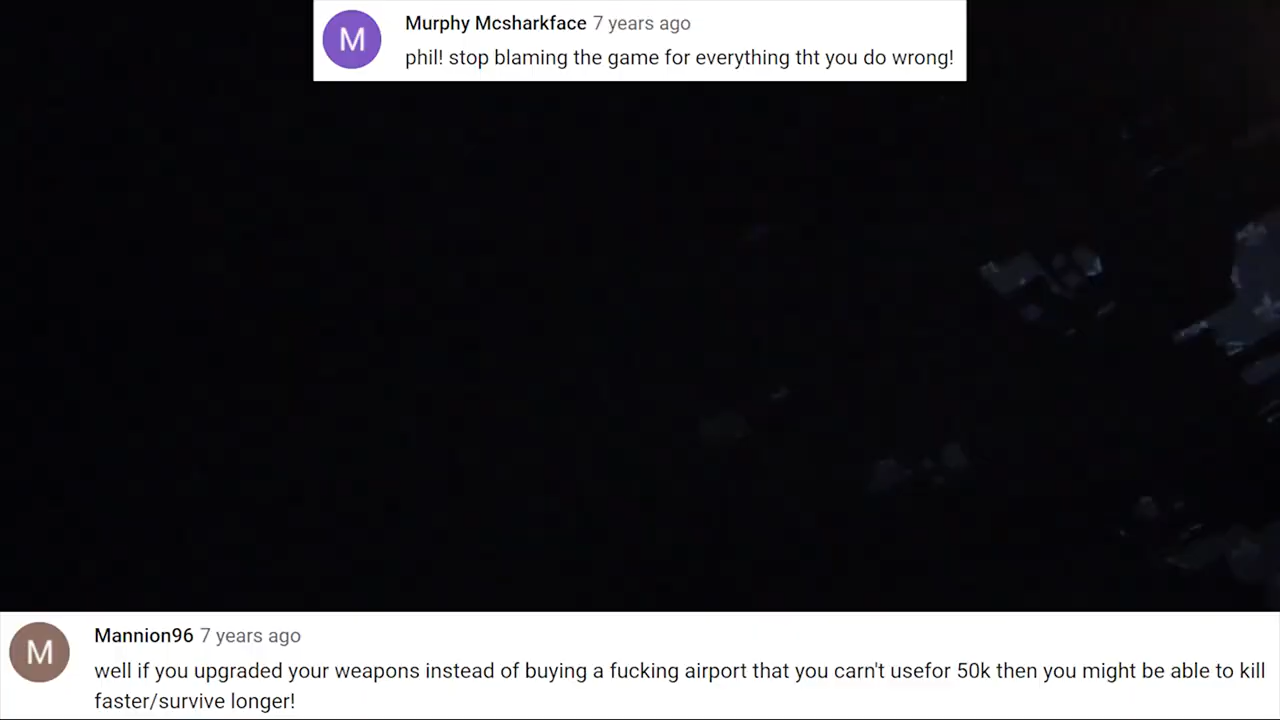 M
Murphy Mcsharkface 7 years ago
phil! stop blaming the game for everything tht you do wrong!
M
Mannion96 7 years ago
well if you upgraded your weapons instead of buying a fucking airport that you carn't usefor 50k then you might be able to kill
faster/survive longer!